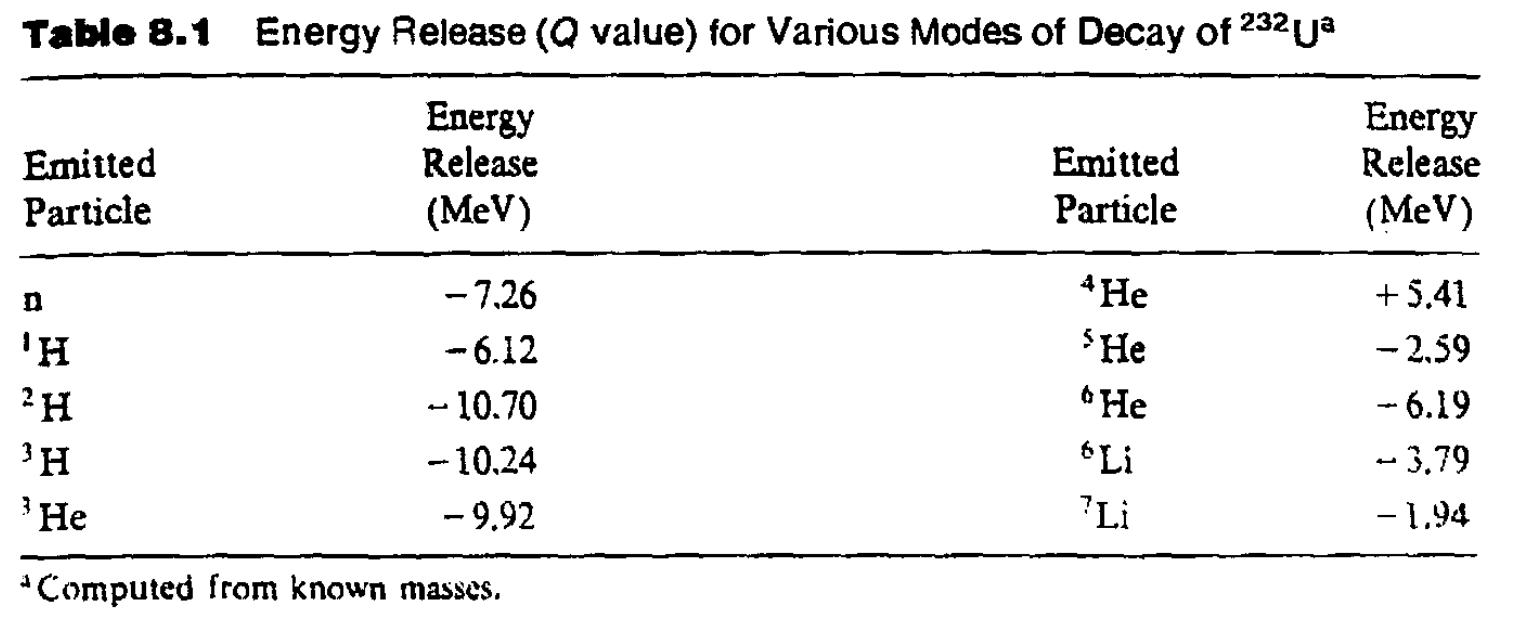 Table 8.1 Energy Release (Q value) for Various Modes of Decay of ²³²Uᵃ
Energy Energy
Emitted Release Emitted Release
Particle (MeV) Particle (MeV)
n −7.26 ⁴He +5.41
¹H −6.12 ⁵He −2.59
²H −10.70 ⁶He −6.19
³H −10.24 ⁶Li −3.79
³He −9.92 ⁷Li −1.94
ᵃComputed from known masses.